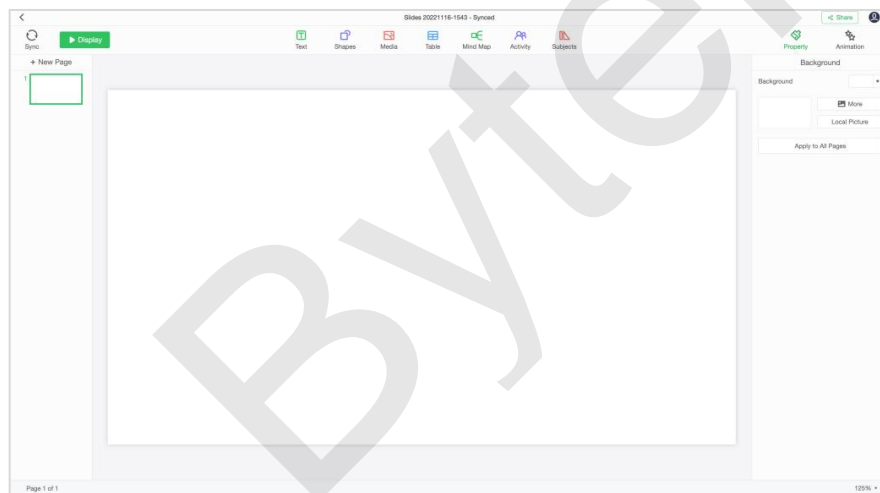 Slides 20221116-1543 - Synced
Share
Sync
Display
Text
Shapes
Media
Table
Mind Map
Activity
Subjects
Property
Animation
+ New Page
Background
1
Background
More
Local Picture
Apply to All Pages
Page 1 of 1
125%